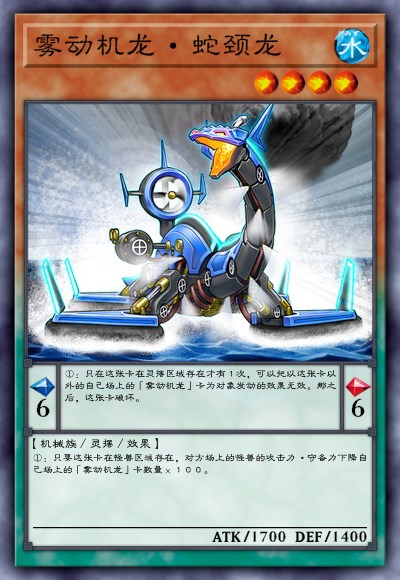 雾动机龙·蛇颈龙
水
①：只在这张卡在灵摆区域存在才有1次，可以把以这张卡以
外的自己场上的「雾动机龙」卡为对象发动的效果无效。那之
后，这张卡破坏。
6
6
【机械族／灵摆／效果】
①：只要这张卡在怪兽区域存在，对方场上的怪兽的攻击力·守备力下降自
己场上的「雾动机龙」卡数量×１００。
ATK/1700 DEF/1400